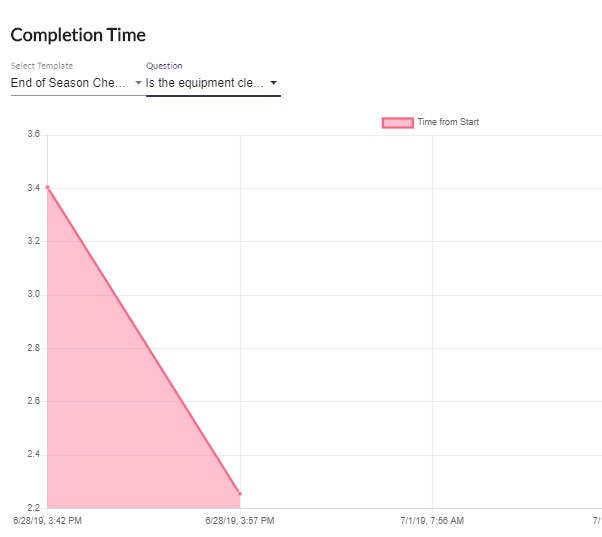 Completion Time
Select Template Question
End of Season Che... Is the equipment cle...
Time from Start
3.6
3.4
3.2
3.0
2.8
2.6
2.4
2.2
6/28/19, 3:42 PM 6/28/19, 3:57 PM 7/1/19, 7:56 AM 7/